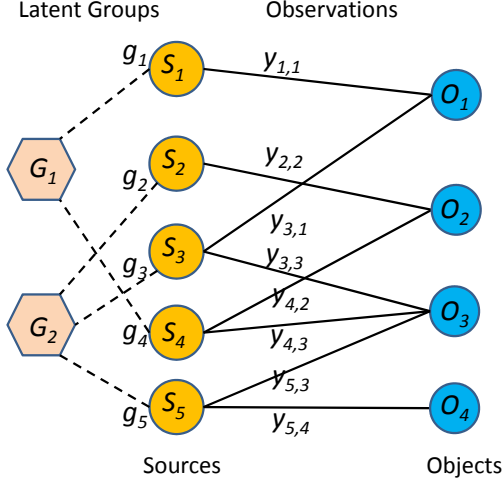 Latent Groups Observations
g1 S1 y1,1 O1
G1 g2 S2 y2,2 O2
g3 S3 y3,1
y3,3
G2 g4 S4 y4,2 O3
y4,3
g5 S5 y5,3 O4
y5,4
Sources Objects